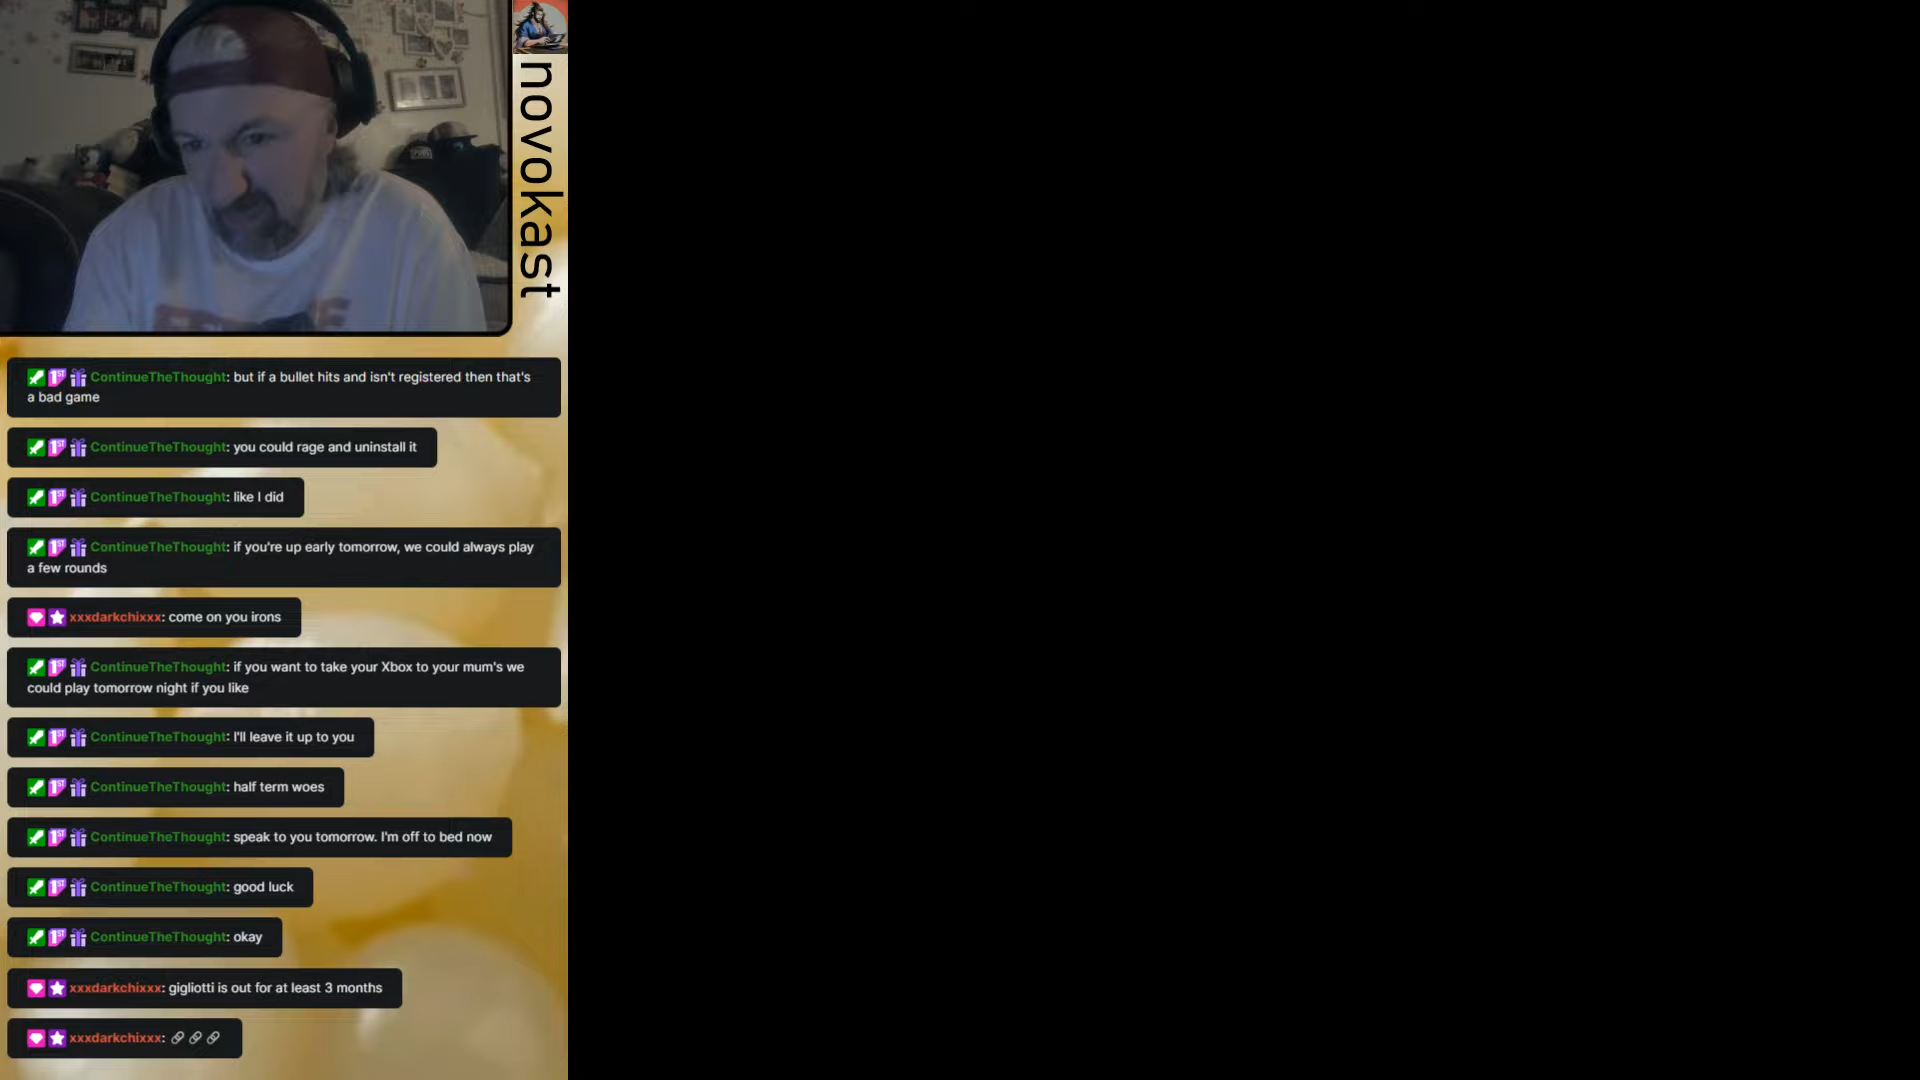 novokast
ContinueTheThought: but if a bullet hits and isn't registered then that's
a bad game
ContinueTheThought: you could rage and uninstall it
ContinueTheThought: like I did
ContinueTheThought: if you're up early tomorrow, we could always play
a few rounds
xxxdarkchixxx: come on you irons
ContinueTheThought: if you want to take your Xbox to your mum's we
could play tomorrow night if you like
ContinueTheThought: I'll leave it up to you
ContinueTheThought: half term woes
ContinueTheThought: speak to you tomorrow. I'm off to bed now
ContinueTheThought: good luck
ContinueTheThought: okay
xxxdarkchixxx: gigliotti is out for at least 3 months
xxxdarkchixxx: 🔗 🔗 🔗